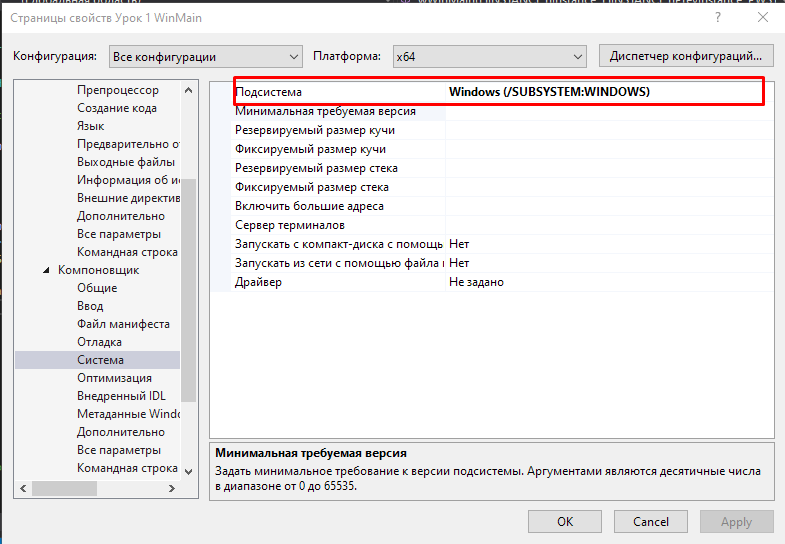 Страницы свойств Урок 1 WinMain
Конфигурация: Все конфигурации Платформа: x64 Диспетчер конфигураций...
Препроцессор
Создание кода
Язык
Предварительно от
Выходные файлы
Информация об ис
Внешние директив
Дополнительно
Все параметры
Командная строка
Компоновщик
Общие
Ввод
Файл манифеста
Отладка
Система
Оптимизация
Внедренный IDL
Метаданные Windo
Дополнительно
Все параметры
Командная строка
Подсистема Windows (/SUBSYSTEM:WINDOWS)
Минимальная требуемая версия
Резервируемый размер кучи
Фиксируемый размер кучи
Резервируемый размер стека
Фиксируемый размер стека
Включить большие адреса
Сервер терминалов
Запускать с компакт-диска с помощь Нет
Запускать из сети с помощью файла Нет
Драйвер Не задано
Минимальная требуемая версия
Задать минимальное требование к версии подсистемы. Аргументами являются десятичные числа
в диапазоне от 0 до 65535.
OK Cancel Apply